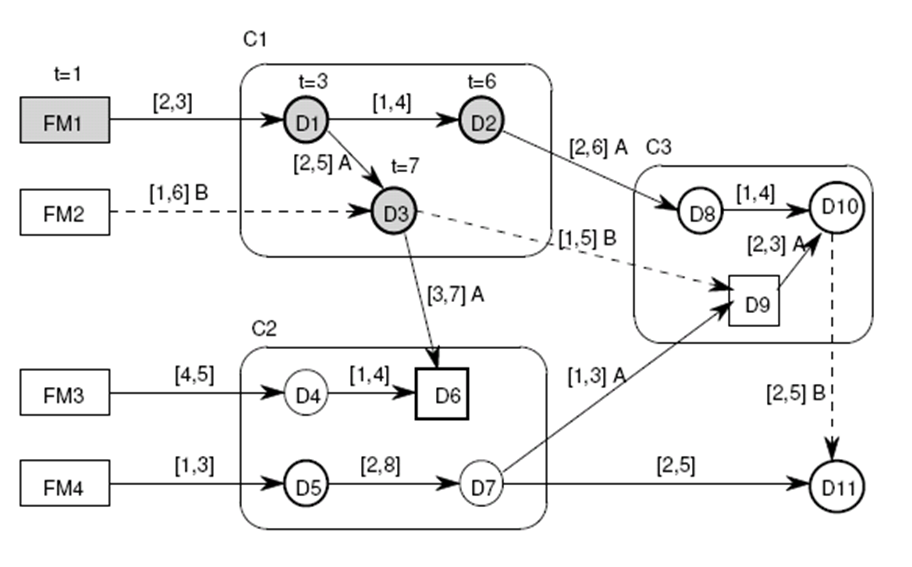 C1
t=1
t=3
t=6
[2,3]
[1,4]
FM1
D1
D2
[2,6] A
C3
[2,5] A
t=7
[1,6] B
[1,4]
FM2
D3
D8
D10
[1,5] B
[2,3] A
[3,7] A
D9
C2
[4,5]
[1,4]
[1,3] A
[2,5] B
FM3
D4
D6
[1,3]
[2,8]
[2,5]
FM4
D5
D7
D11